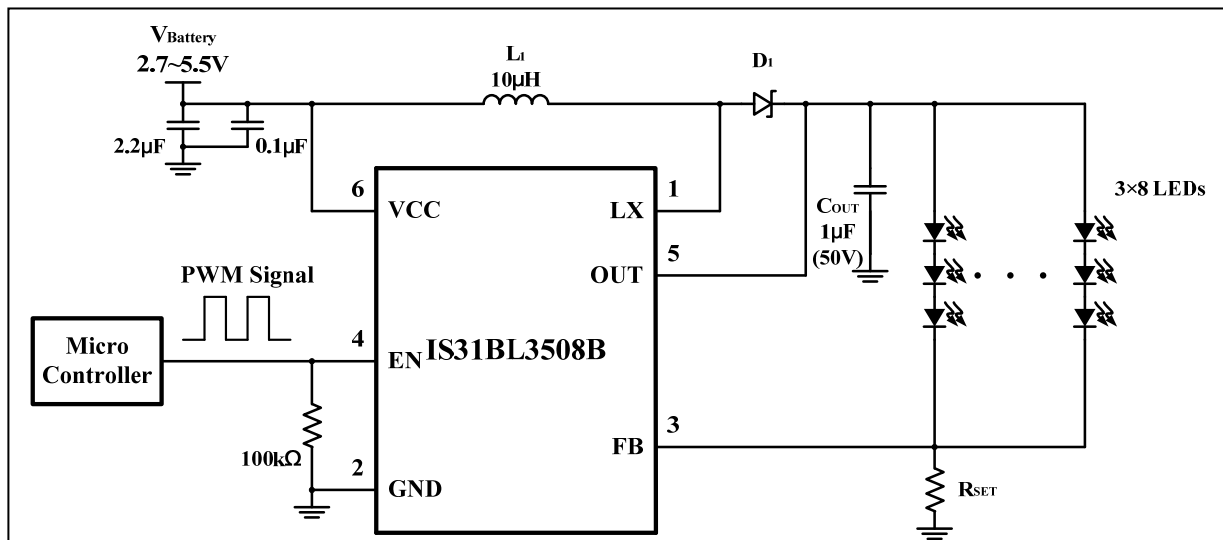 VBattery
2.7~5.5V
L1
10μH
D1
2.2μF
0.1μF
6
VCC
1
LX
COUT
1μF
(50V)
3×8 LEDs
5
OUT
PWM Signal
Micro
Controller
4
EN
IS31BL3508B
3
FB
100kΩ
2
GND
RSET